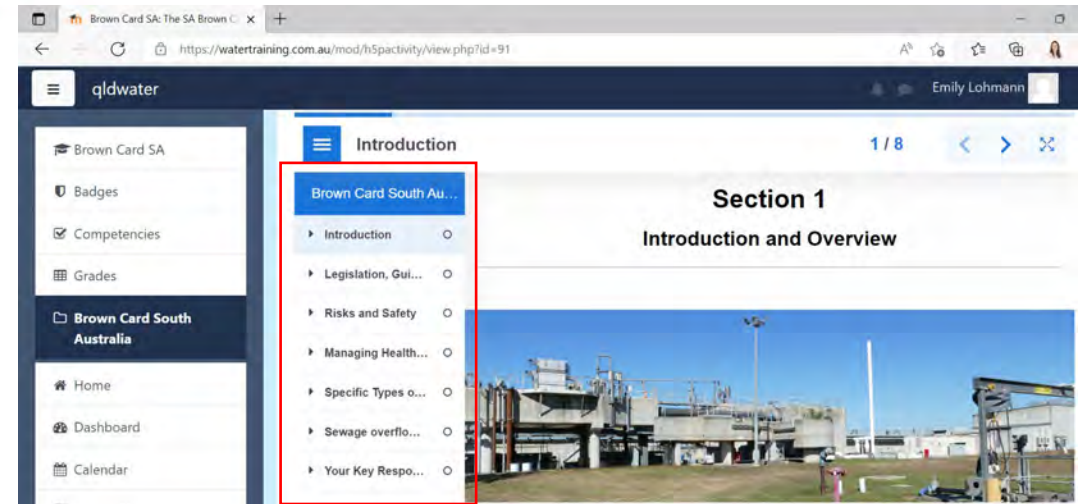 Brown Card SA: The SA Brown C
https://watertraining.com.au/mod/h5pactivity/view.php?id=91
qldwater
Emily Lohmann
Brown Card SA
Badges
Competencies
Grades
Brown Card South
Australia
Home
Dashboard
Calendar
Introduction
1 / 8
Brown Card South Au...
Introduction
Legislation, Gui...
Risks and Safety
Managing Health...
Specific Types o...
Sewage overflo...
Your Key Respo...
Section 1
Introduction and Overview